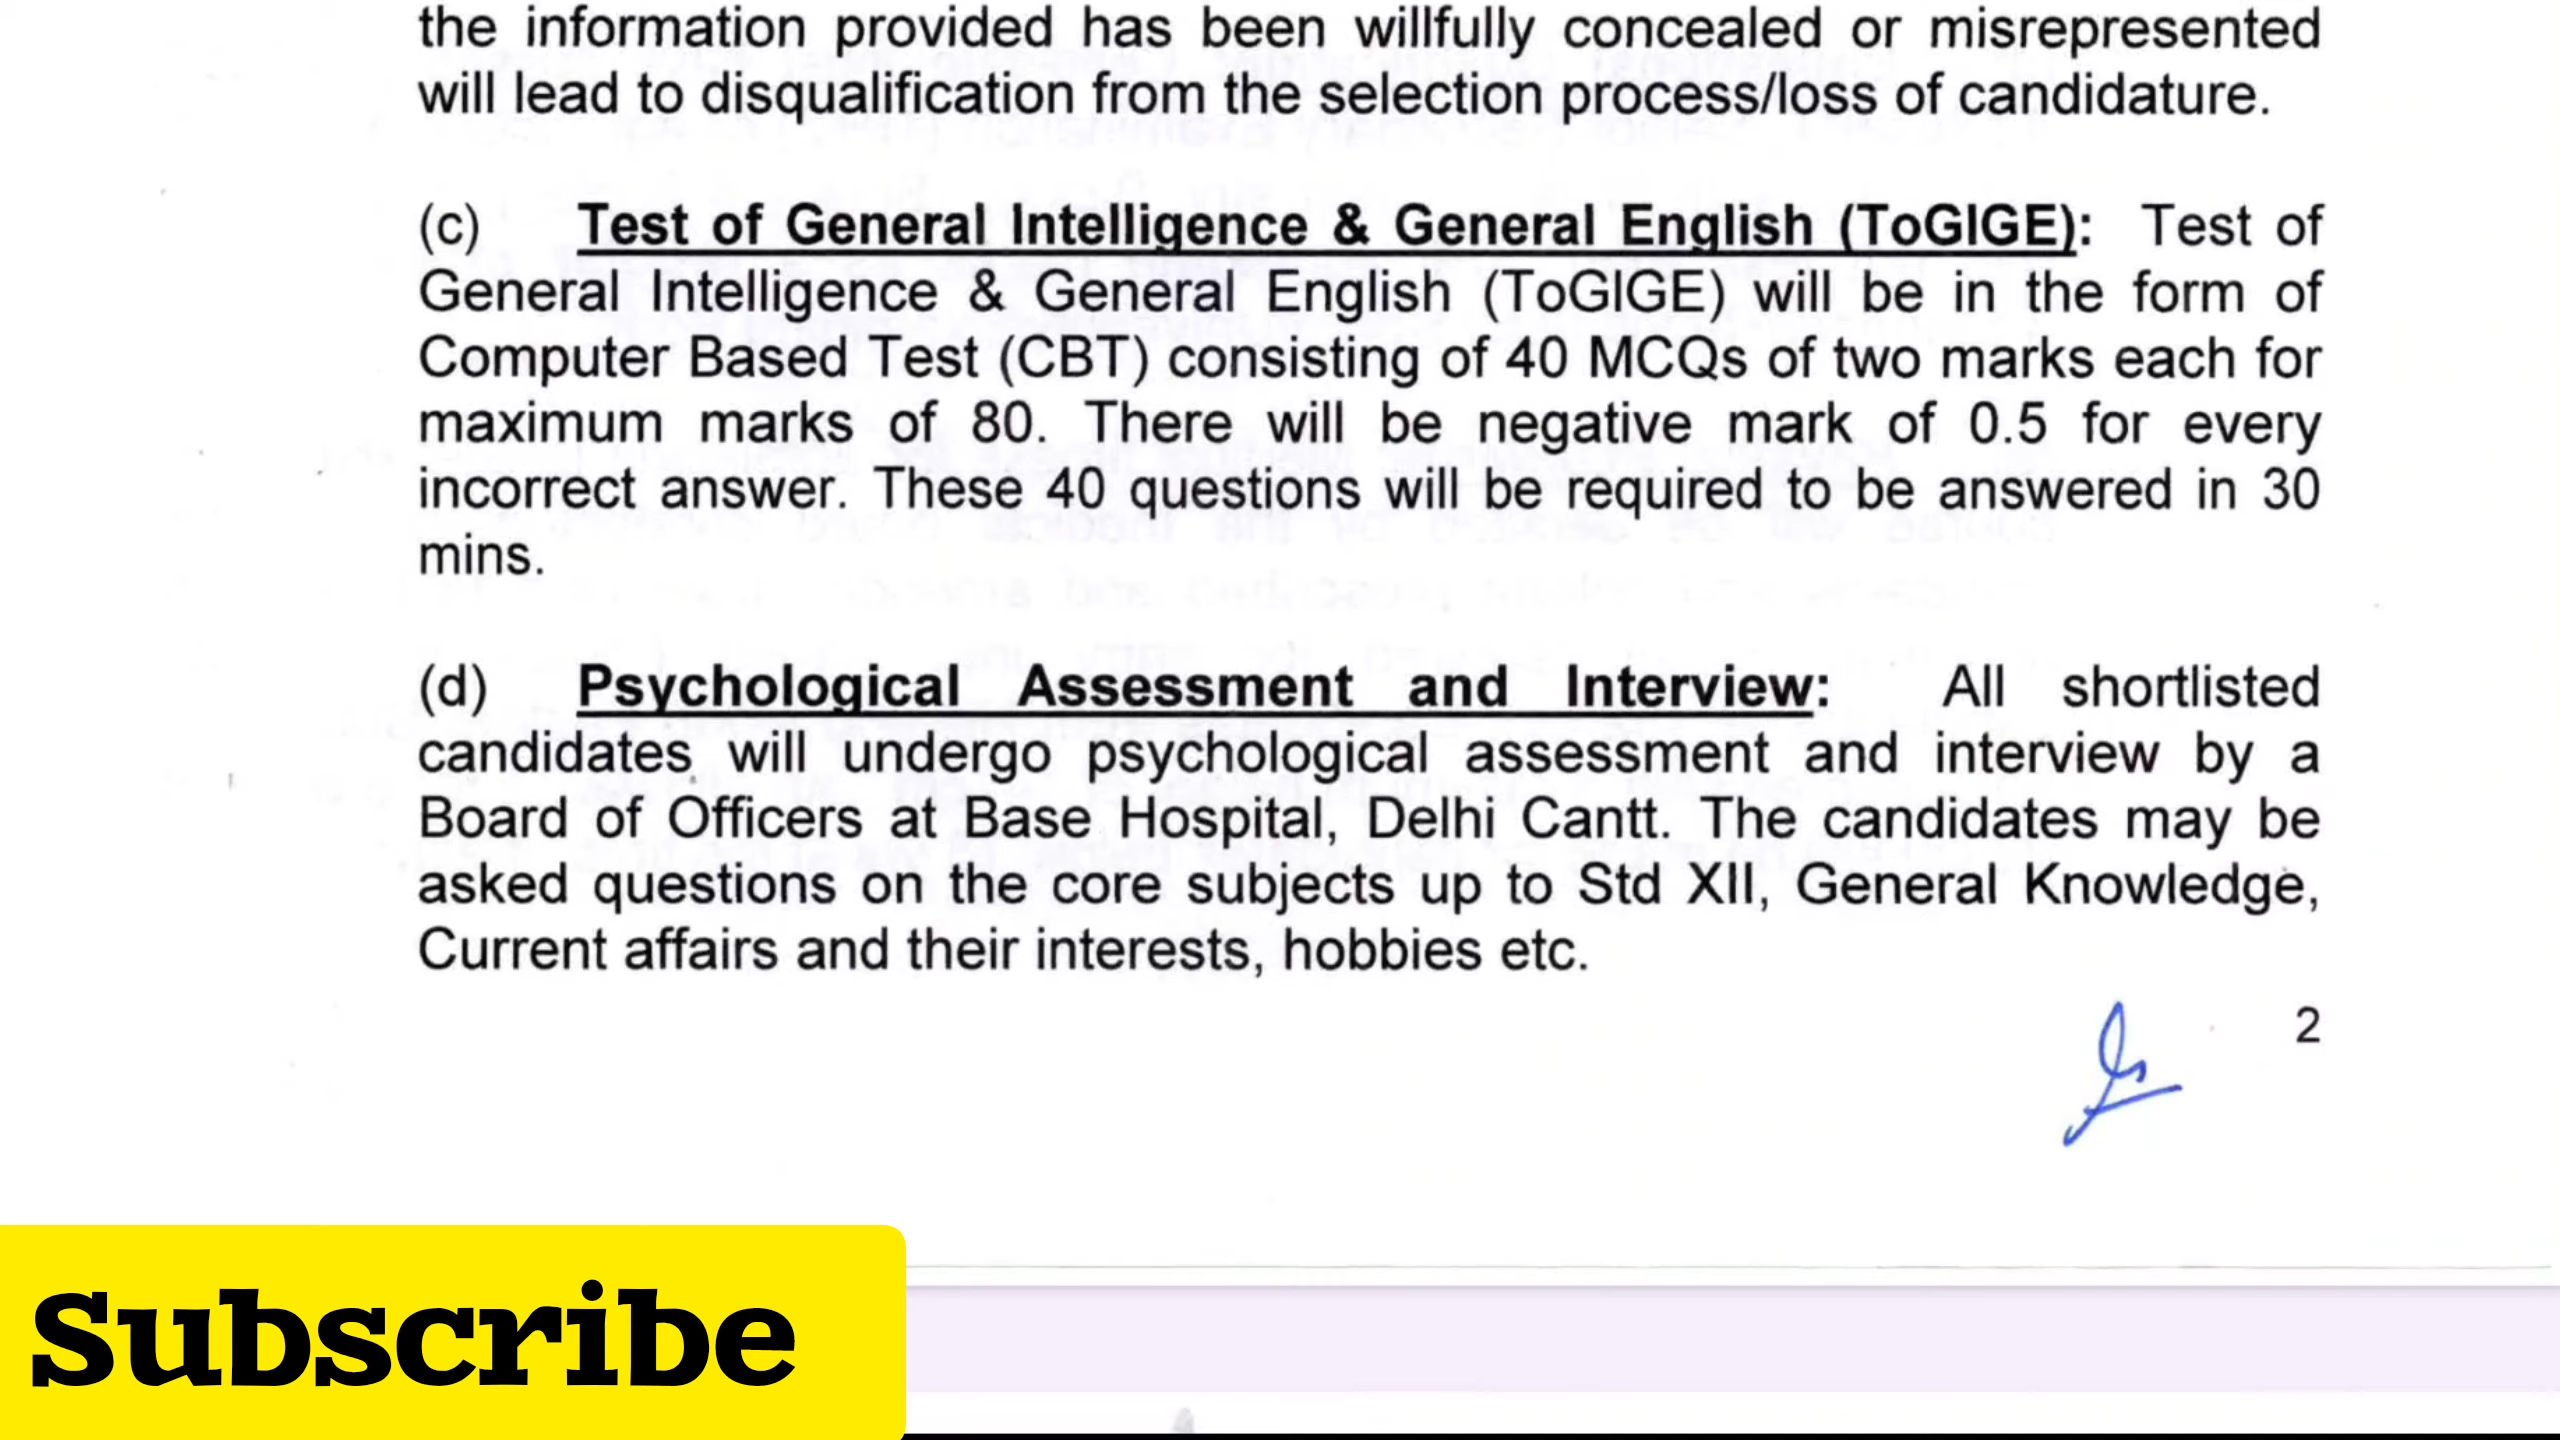 the information provided has been willfully concealed or misrepresented
will lead to disqualification from the selection process/loss of candidature.
(c) Test of General Intelligence & General English (ToGIGE): Test of
General Intelligence & General English (ToGIGE) will be in the form of
Computer Based Test (CBT) consisting of 40 MCQs of two marks each for
maximum marks of 80. There will be negative mark of 0.5 for every
incorrect answer. These 40 questions will be required to be answered in 30
mins.
(d) Psychological Assessment and Interview: All shortlisted
candidates will undergo psychological assessment and interview by a
Board of Officers at Base Hospital, Delhi Cantt. The candidates may be
asked questions on the core subjects up to Std XII, General Knowledge,
Current affairs and their interests, hobbies etc.
2
Subscribe